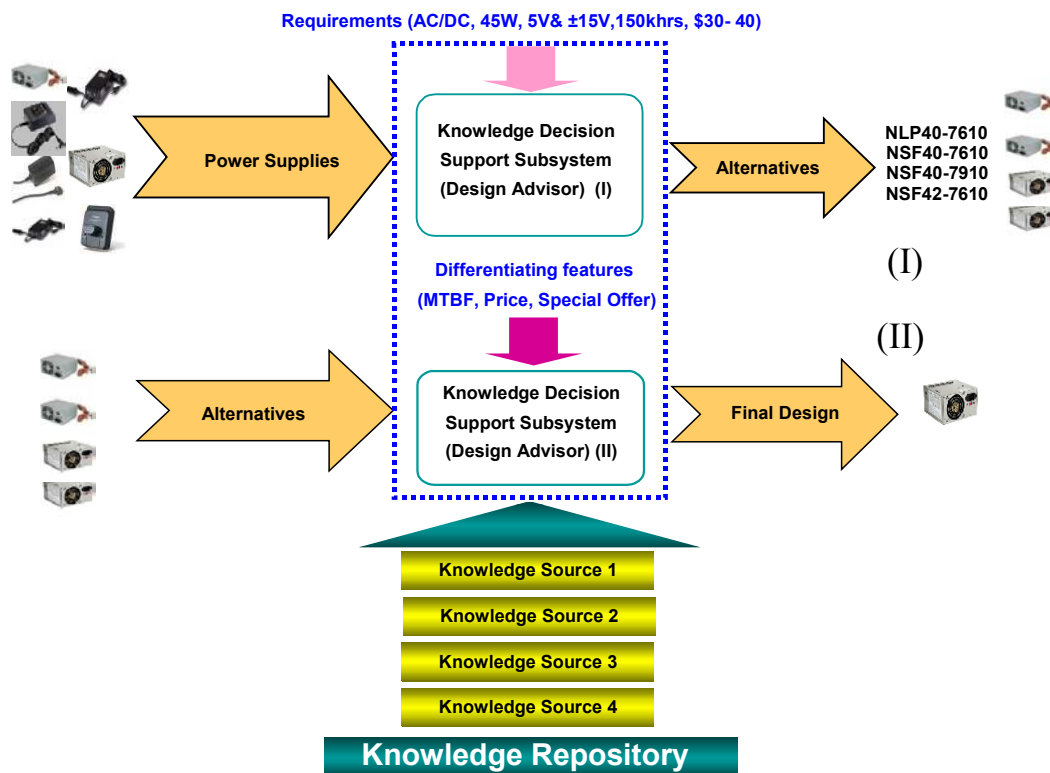 Requirements (AC/DC, 45W, 5V& ±15V,150khrs, $30- 40)
Power Supplies
Knowledge Decision
Support Subsystem
(Design Advisor) (I)
Alternatives
NLP40-7610
NSF40-7610
NSF40-7910
NSF42-7610
(I)
Differentiating features
(MTBF, Price, Special Offer)
(II)
Alternatives
Knowledge Decision
Support Subsystem
(Design Advisor) (II)
Final Design
Knowledge Source 1
Knowledge Source 2
Knowledge Source 3
Knowledge Source 4
Knowledge Repository